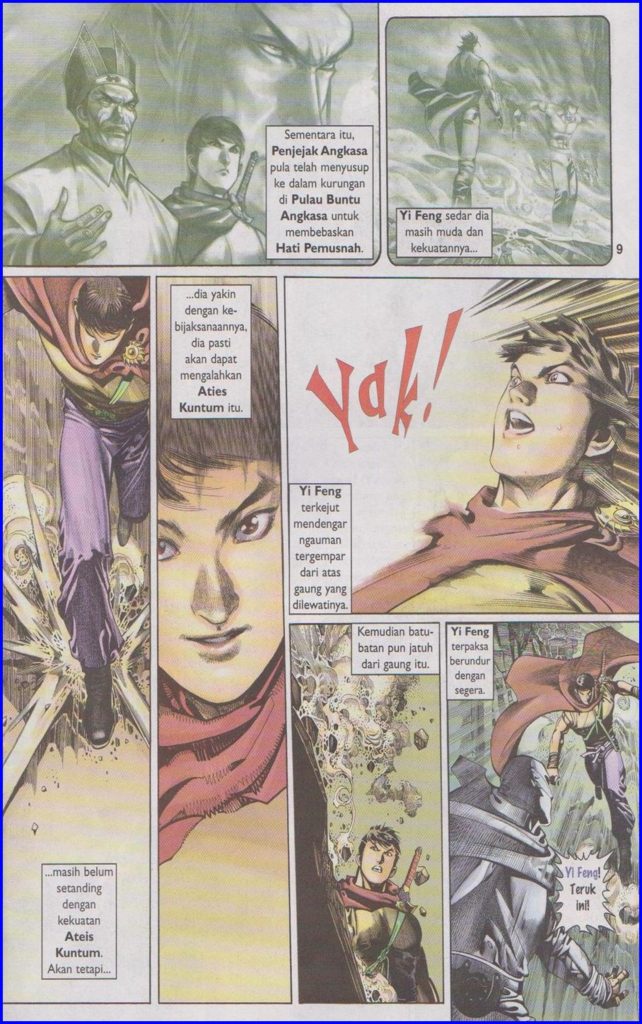 Sementara itu,
Penjejak Angkasa
pula telah menyusup
ke dalam kurungan
di Pulau Buntu
Angkasa untuk
membebaskan
Hati Pemusnah.
Yi Feng sedar dia
masih muda dan
kekuatannya...
9
...masih belum
setanding
dengan
kekuatan
Ateis
Kuntum.
Akan tetapi...
...dia yakin
dengan ke-
bijaksanaannya,
dia pasti
akan dapat
mengalahkan
Aties
Kuntum itu.
Yak!
Yi Feng
terkejut
mendengar
ngauman
tergempar
dari atas
gaung yang
dilewatinya.
Kemudian batu-
batan pun jatuh
dari gaung itu.
Yi Feng
terpaksa
berundur
dengan
segera.
Yi Feng!
Teruk
ini!